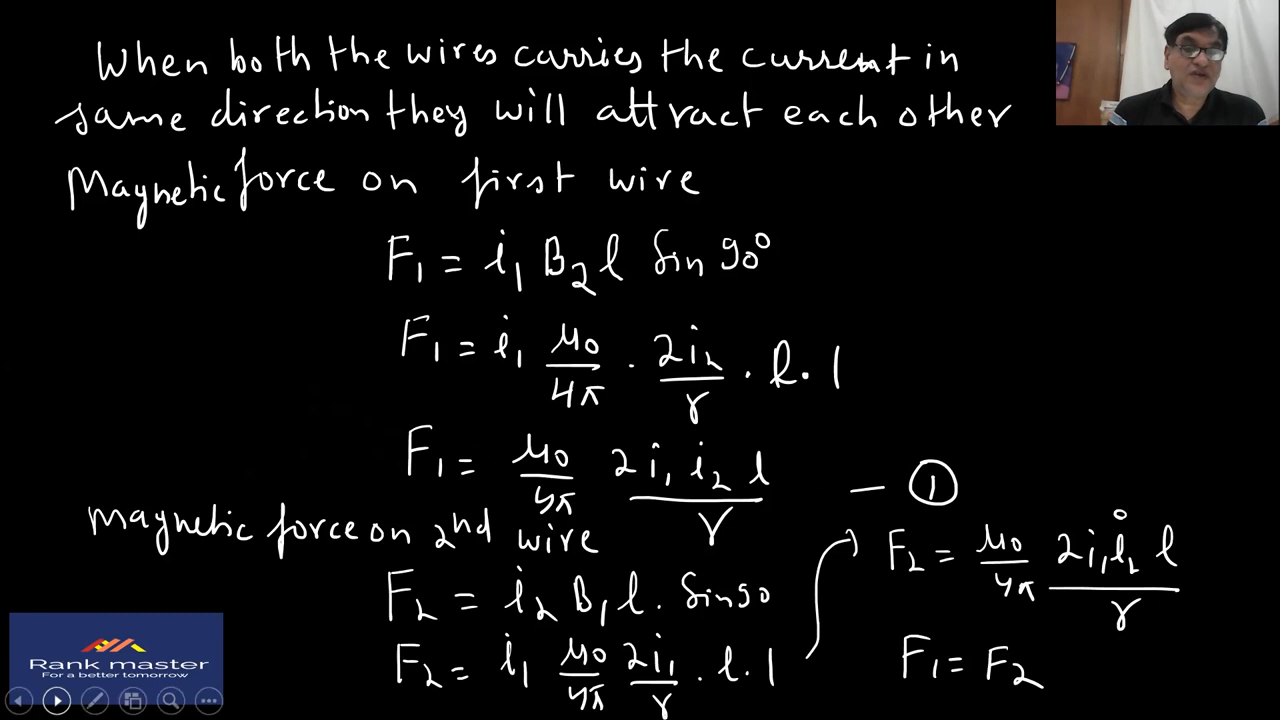 When both the wires carries the current in
same direction they will attract each other
Magnetic force on first wire
F₁ = i₁ B₂ l Sin 90°
F₁ = i₁ μ₀/4π · 2i₂/r · l · 1
F₁ = μ₀/4π 2i₁ i₂ l/r — ①
Magnetic force on 2nd wire
F₂ = i₂ B₁ l · Sin 90
F₂ = i₁ μ₀/4π 2i₁/r · l · 1
F₂ = μ₀/4π 2i₁i₂ l/r
F₁ = F₂
Rank master
For a better tomorrow